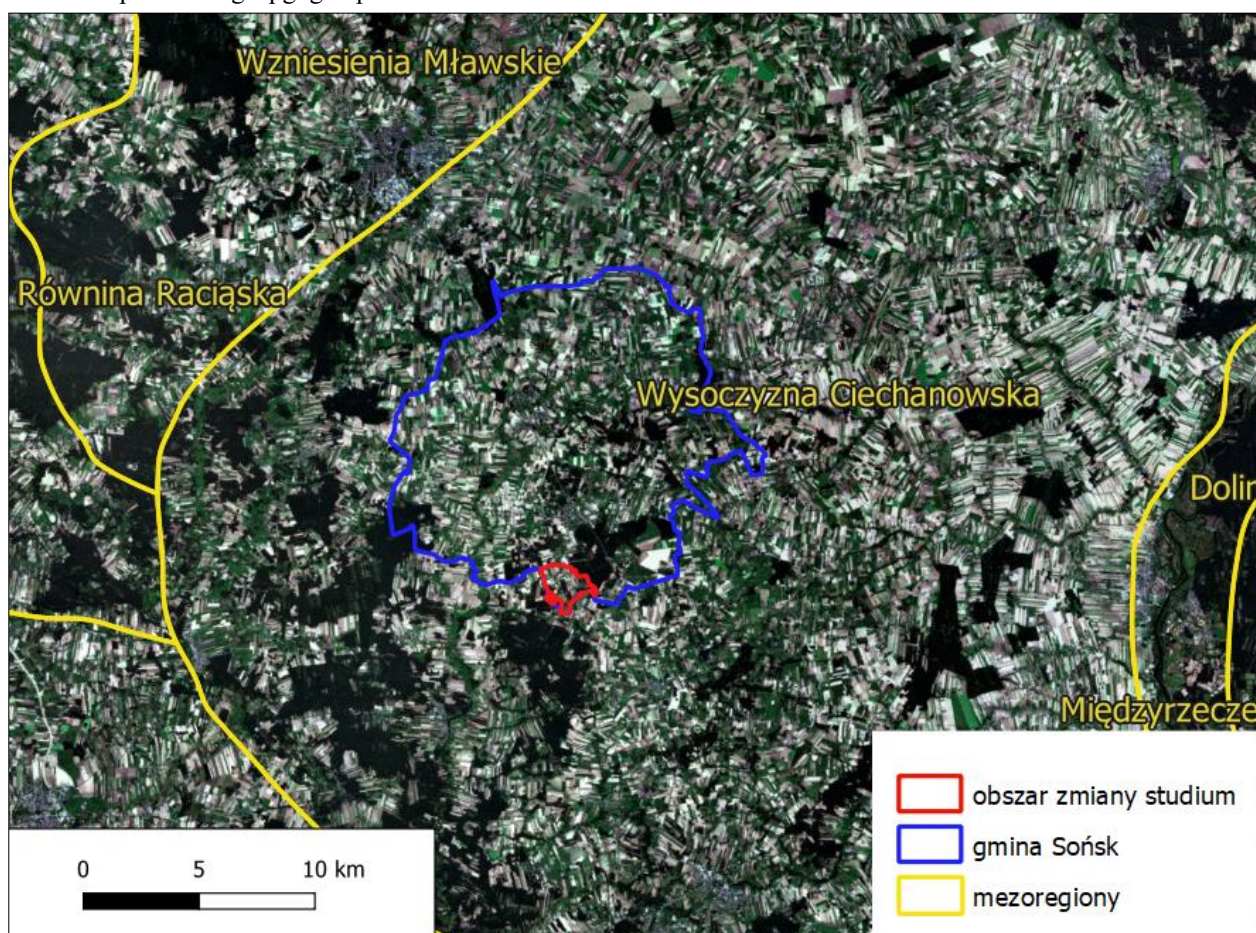 Wzniesienia Mławskie
Równina Raciąska
Wysoczyzna Ciechanowska
Dolin
Międzyrzecze
0 5 10 km
obszar zmiany studium
gmina Sońsk
mezoregiony